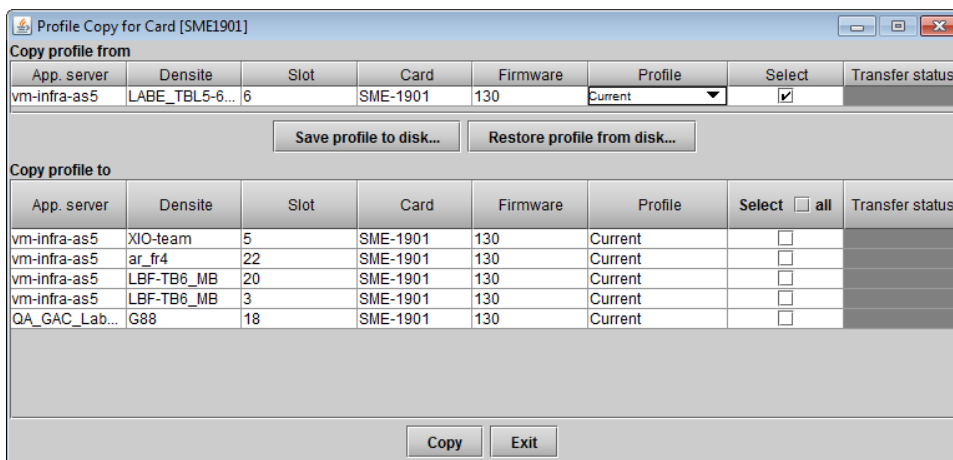 Profile Copy for Card [SME1901]
Copy profile from
App. server Densite Slot Card Firmware Profile Select Transfer status
vm-infra-as5 LABE_TBL5-6... 6 SME-1901 130 Current
Save profile to disk... Restore profile from disk...
Copy profile to
App. server Densite Slot Card Firmware Profile Select all Transfer status
vm-infra-as5 XIO-team 5 SME-1901 130 Current
vm-infra-as5 ar_fr4 22 SME-1901 130 Current
vm-infra-as5 LBF-TB6_MB 20 SME-1901 130 Current
vm-infra-as5 LBF-TB6_MB 3 SME-1901 130 Current
QA_GAC_Lab... G88 18 SME-1901 130 Current
Copy Exit